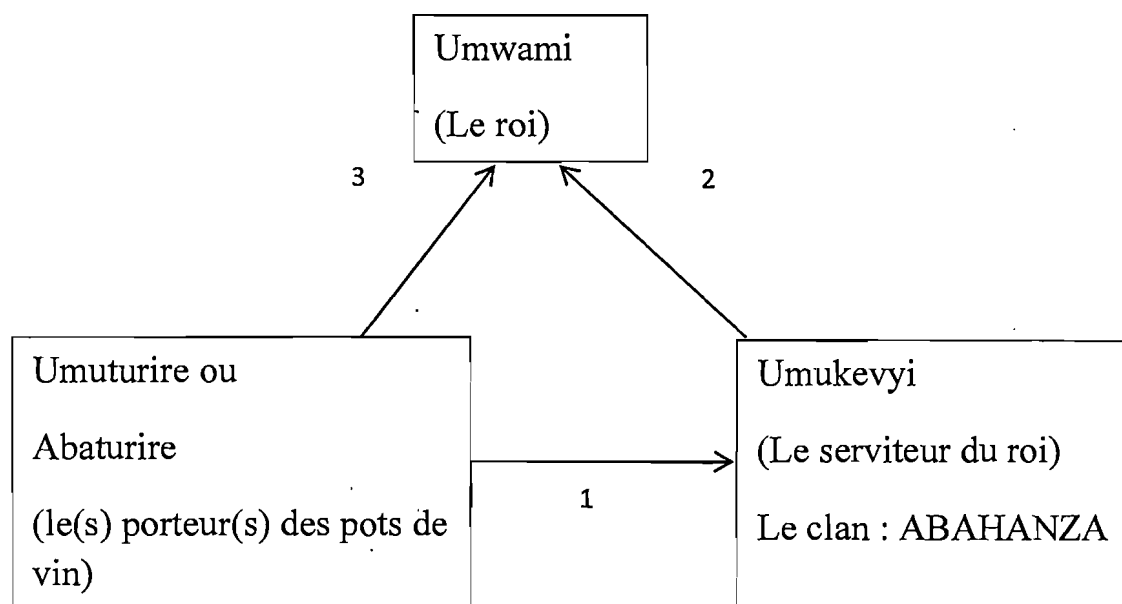 Umwami
(Le roi)
3
2
Umuturire ou
Abaturire
(le(s) porteur(s) des pots de
vin)
1
Umukevyi
(Le serviteur du roi)
Le clan : ABAHANZA